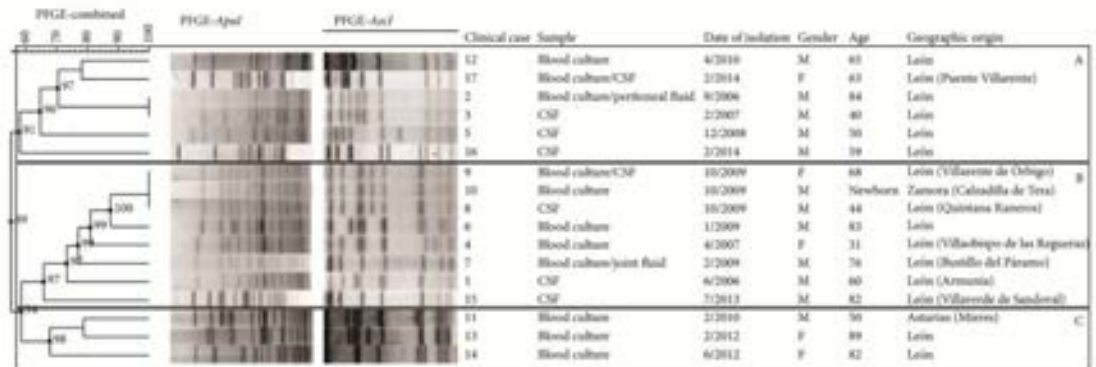 PFGE-combined
PFGE-ApaI PFGE-AscI
60 70 80 90 100
Clinical case Sample Date of isolation Gender Age Geographic origin
12 Blood culture 4/2010 M 65 León A
17 Blood culture/CSF 2/2014 F 63 León (Puente Villarente)
2 Blood culture/peritoneal fluid 9/2006 M 84 León
3 CSF 2/2007 M 40 León
5 CSF 12/2008 M 50 León
16 CSF 2/2014 M 59 León
9 Blood culture/CSF 10/2009 F 68 León (Villarente de Órbigo) B
10 Blood culture 10/2009 M Newborn Zamora (Calzadilla de Tera)
8 CSF 10/2009 M 44 León (Quintana Raneros)
6 Blood culture 1/2009 M 83 León
4 Blood culture 4/2007 F 31 León (Villaobispo de las Regueras)
7 Blood culture/joint fluid 2/2009 M 76 León (Bustillo del Páramo)
1 CSF 6/2006 M 60 León (Armunia)
15 CSF 7/2013 M 82 León (Villaverde de Sandoval)
11 Blood culture 2/2010 M 50 Asturias (Mieres) C
13 Blood culture 2/2012 F 89 León
14 Blood culture 6/2012 F 82 León
97
91
100
99
97
98